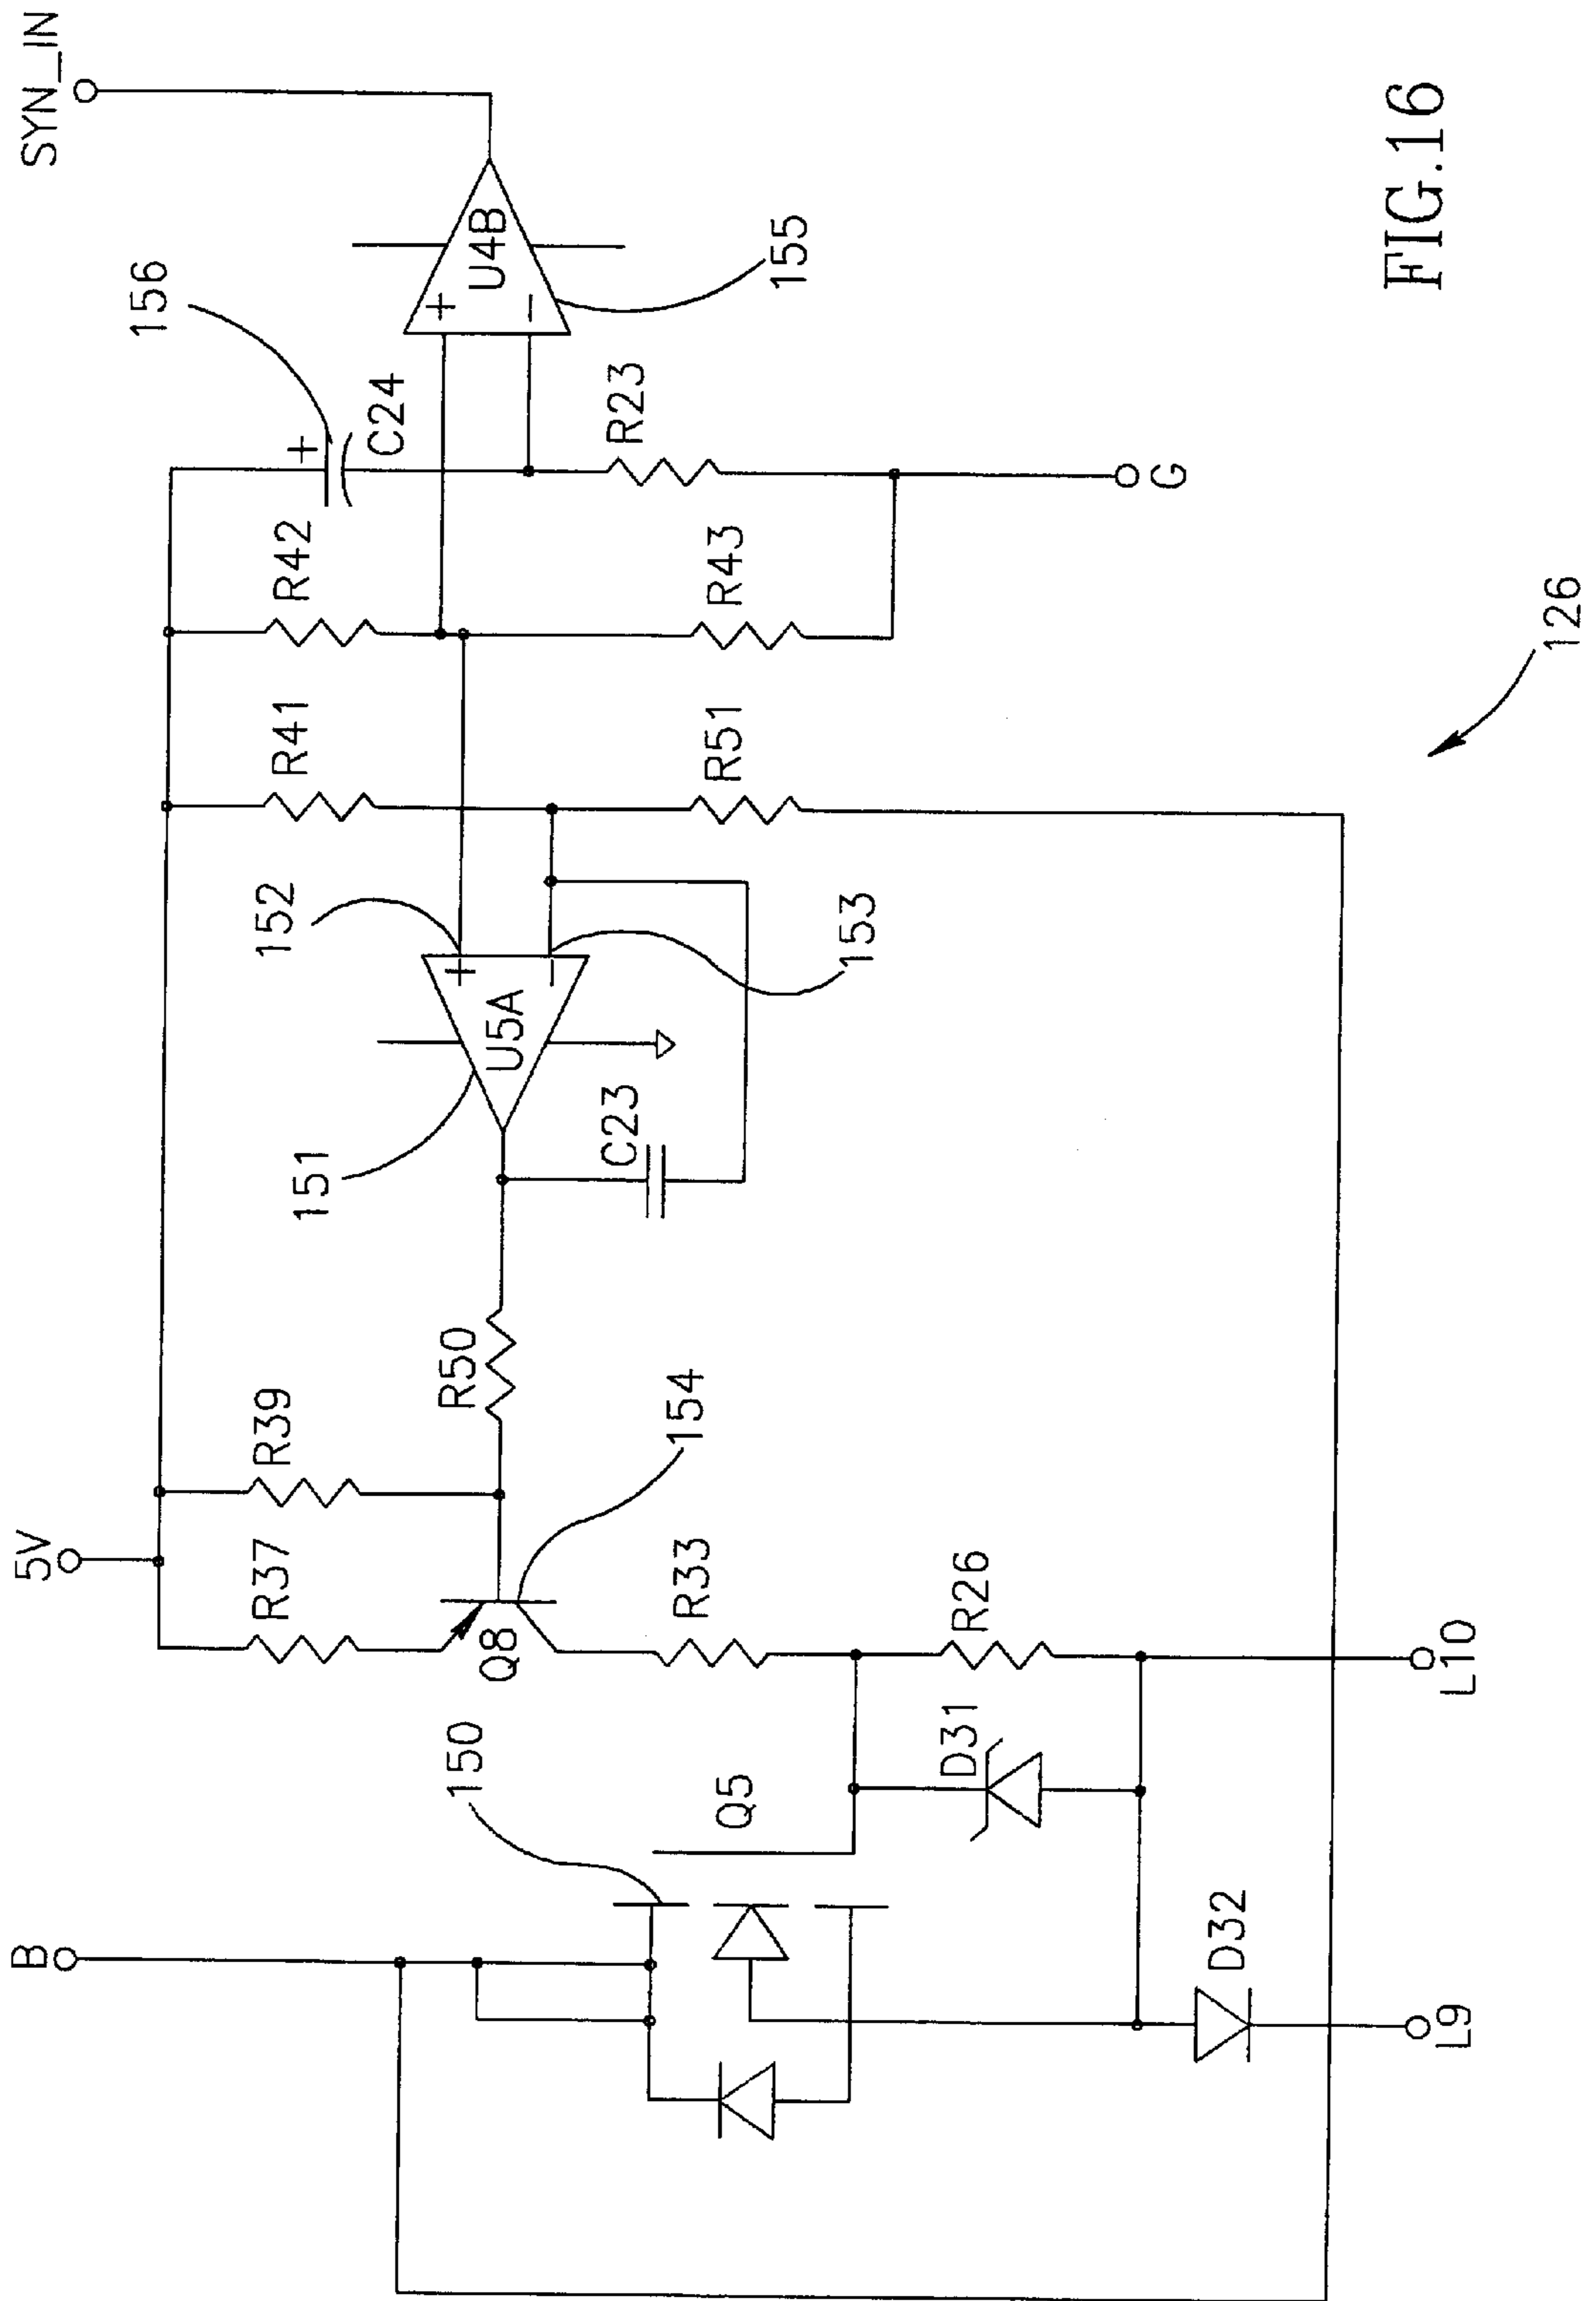 B
5V
SYN_IN
R37
R39
R41
R42
156
+
C24
150
Q8
R50
151
U5A
+
−
152
+
−
U4B
155
Q5
154
R33
C23
153
R51
R43
R23
D31
R26
D32
L9
L10
G
126
FIG.16